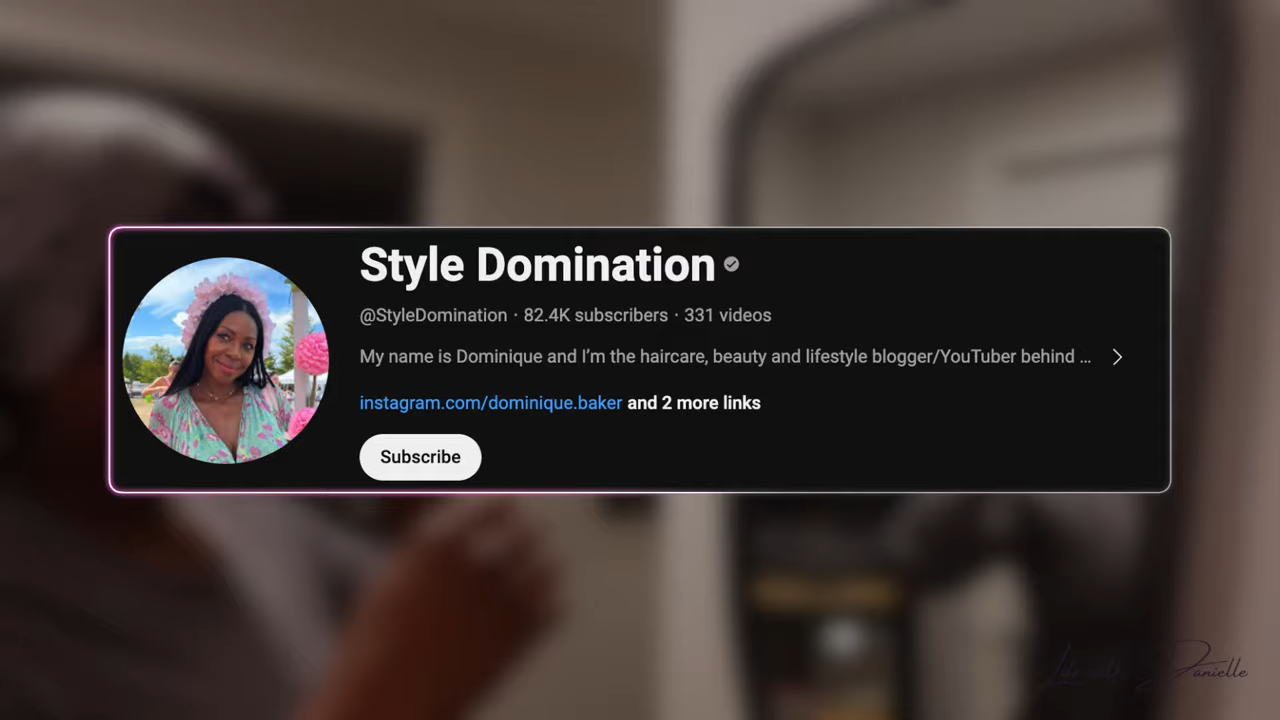 Style Domination
@StyleDomination · 82.4K subscribers · 331 videos
My name is Dominique and I’m the haircare, beauty and lifestyle blogger/YouTuber behind ...
instagram.com/dominique.baker and 2 more links
Subscribe
Danielle